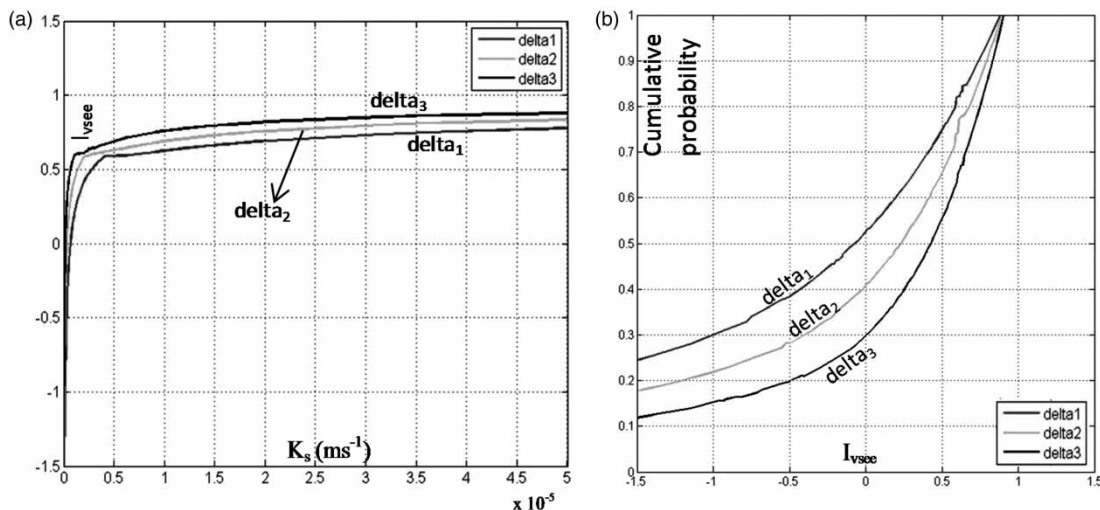 (a)
1.5
1
0.5
0
-0.5
-1
-1.5
I_vsee
delta1
delta2
delta3
delta₃
delta₁
delta₂
K_s (ms⁻¹)
0 0.5 1 1.5 2 2.5 3 3.5 4 4.5 5
x 10⁻⁵
(b)
1
0.9
0.8
0.7
0.6
0.5
0.4
0.3
0.2
0.1
0
Cumulative
probability
delta₁
delta₂
delta₃
delta1
delta2
delta3
I_vsee
-1.5 -1 -0.5 0 0.5 1 1.5